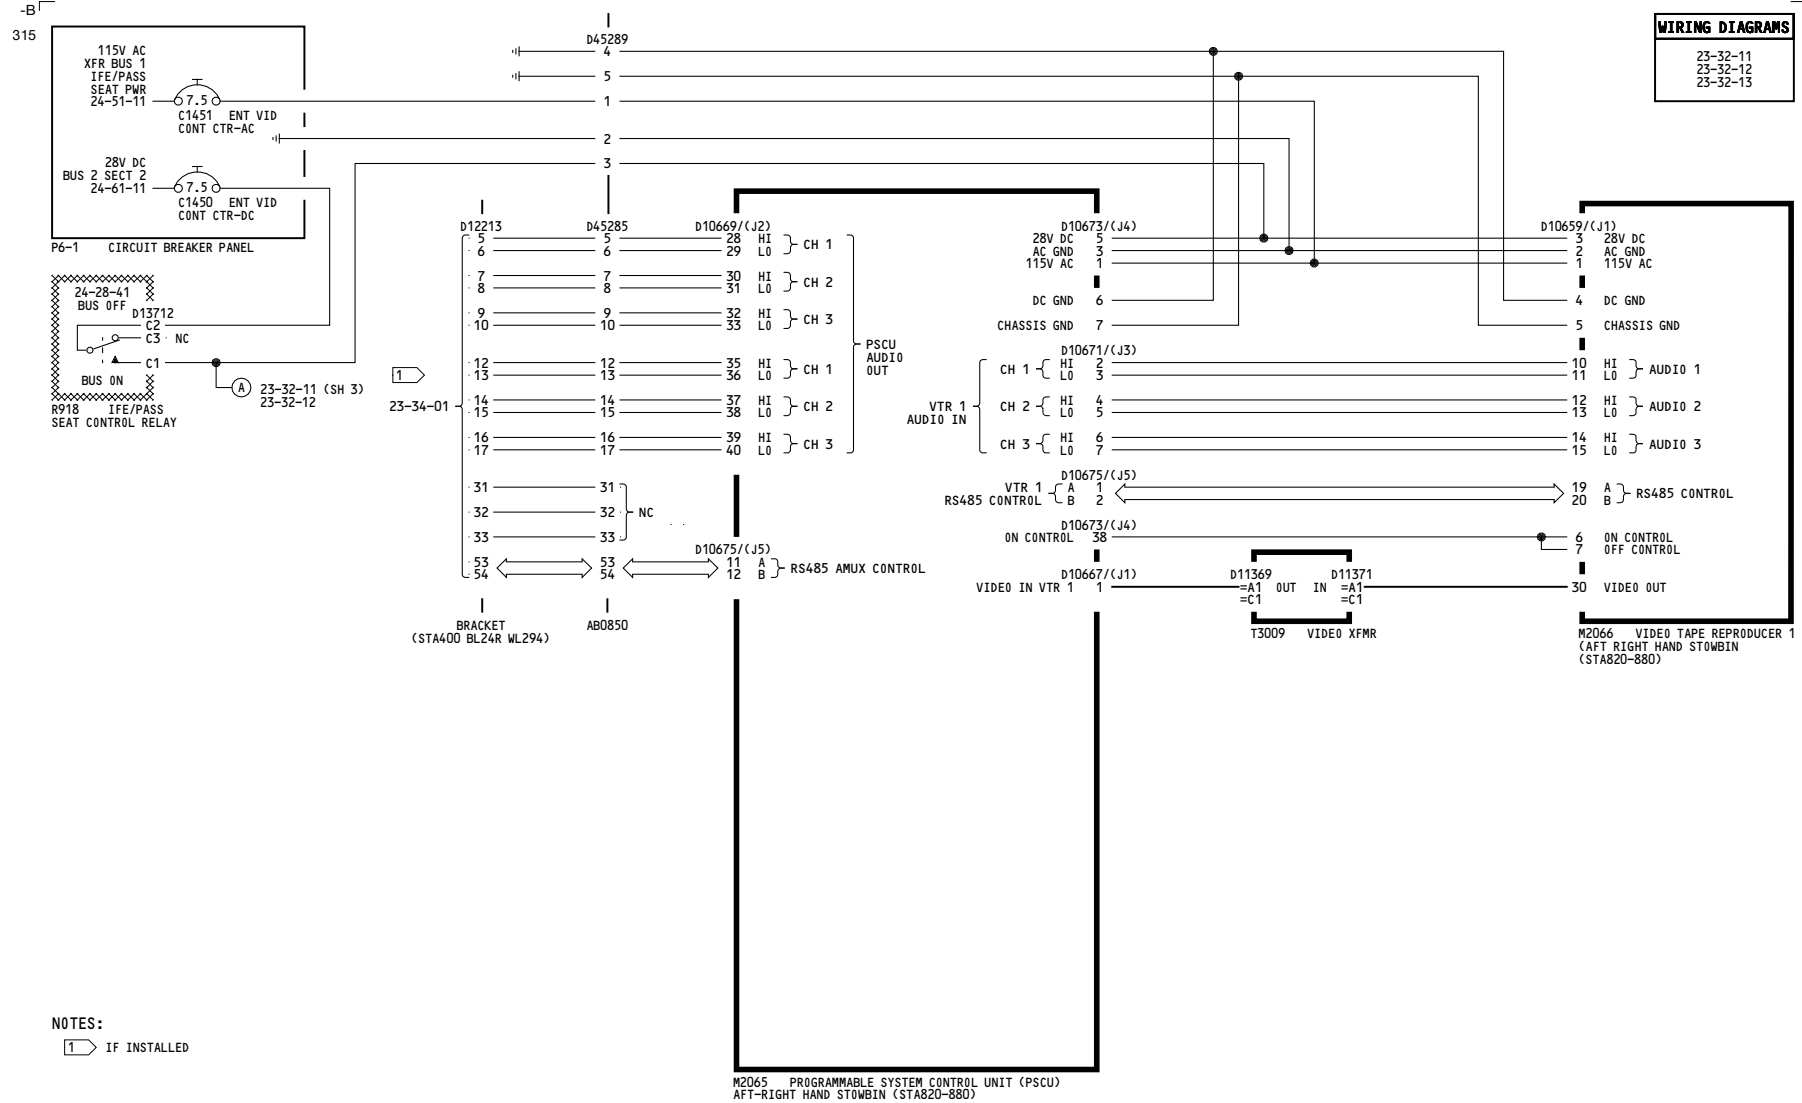 -B
315
115V AC
XFR BUS 1
IFE/PASS
SEAT PWR
24-51-11
7.5
C1451 ENT VID
CONT CTR-AC
28V DC
BUS 2 SECT 2
24-61-11
7.5
C1450 ENT VID
CONT CTR-DC
P6-1 CIRCUIT BREAKER PANEL
24-28-41
BUS OFF
D13712
C2
C3 NC
C1
BUS ON
R918 IFE/PASS
SEAT CONTROL RELAY
A 23-32-11 (SH 3)
23-32-12
D45289
4
5
1
2
3
WIRING DIAGRAMS
23-32-11
23-32-12
23-32-13
D12213 D45285 D10669/(J2)
5 5 28 HI
6 6 29 LO
CH 1
7 7 30 HI
8 8 31 LO
CH 2
9 9 32 HI
10 10 33 LO
CH 3
12 12 35 HI
13 13 36 LO
CH 1
14 14 37 HI
15 15 38 LO
CH 2
16 16 39 HI
17 17 40 LO
CH 3
PSCU
AUDIO
OUT
1
23-34-01
31 31
32 32 NC
33 33
D10675/(J5)
53 53 11 A
54 54 12 B
RS485 AMUX CONTROL
BRACKET
(STA400 BL24R WL294)
AB0850
D10673/(J4)
28V DC 5
AC GND 3
115V AC 1
DC GND 6
CHASSIS GND 7
D10671/(J3)
CH 1 HI 2
LO 3
CH 2 HI 4
LO 5
CH 3 HI 6
LO 7
VTR 1
AUDIO IN
D10675/(J5)
VTR 1 A 1
RS485 CONTROL B 2
D10673/(J4)
ON CONTROL 38
D10667/(J1)
VIDEO IN VTR 1 1
D11369 D11371
=A1 OUT IN =A1
=C1 =C1
T3009 VIDEO XFMR
D10659/(J1)
3 28V DC
2 AC GND
1 115V AC
4 DC GND
5 CHASSIS GND
10 HI
11 LO
AUDIO 1
12 HI
13 LO
AUDIO 2
14 HI
15 LO
AUDIO 3
19 A
20 B
RS485 CONTROL
6 ON CONTROL
7 OFF CONTROL
30 VIDEO OUT
M2066 VIDEO TAPE REPRODUCER 1
(AFT RIGHT HAND STOWBIN
(STA820-880)
NOTES:
1 IF INSTALLED
M2065 PROGRAMMABLE SYSTEM CONTROL UNIT (PSCU)
AFT-RIGHT HAND STOWBIN (STA820-880)